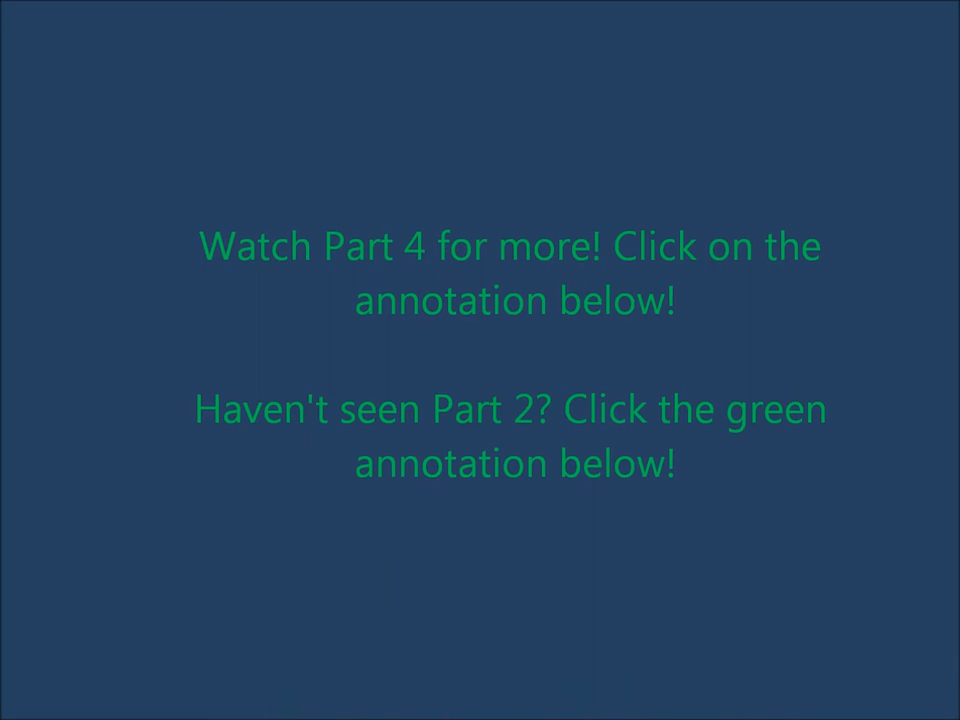 Watch Part 4 for more! Click on the
annotation below!
Haven't seen Part 2? Click the green
annotation below!